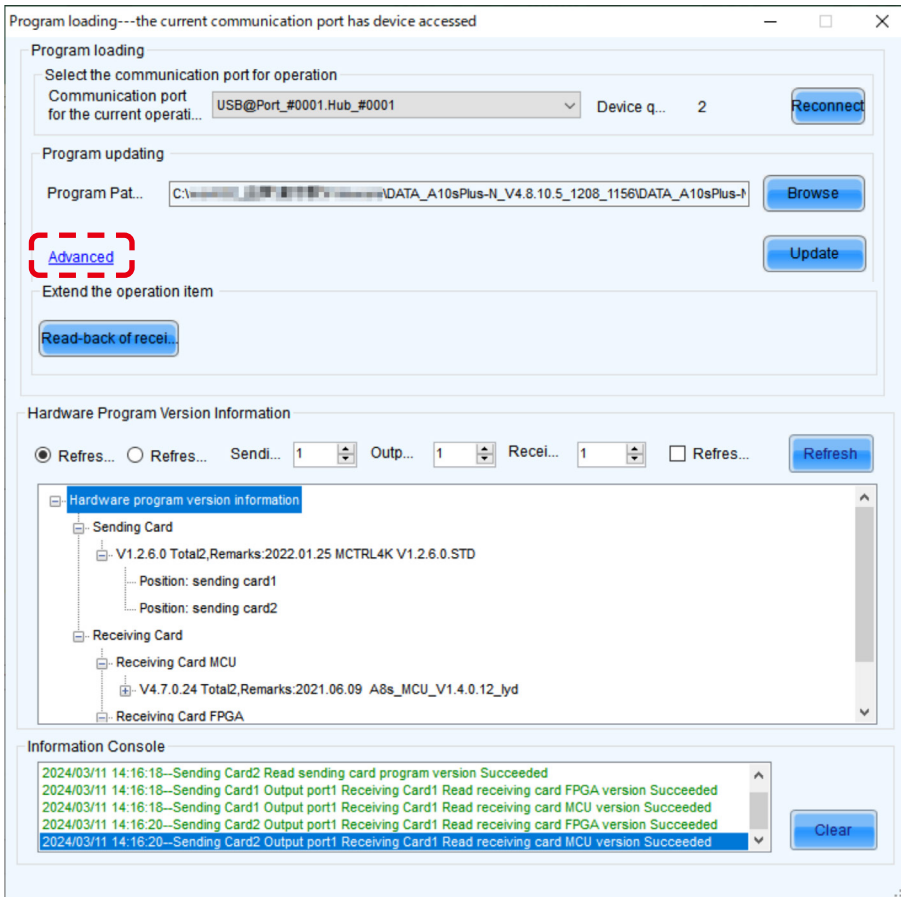 Program loading---the current communication port has device accessed
Program loading
Select the communication port for operation
Communication port
for the current operati...
USB@Port_#0001.Hub_#0001
Device q...
2
Reconnect
Program updating
Program Pat...
C:\ \DATA_A10sPlus-N_V4.8.10.5_1208_1156\DATA_A10sPlus-N
Browse
Advanced
Update
Extend the operation item
Read-back of recei...
Hardware Program Version Information
Refres...
Refres...
Sendi...
1
Outp...
1
Recei...
1
Refres...
Refresh
Hardware program version information
Sending Card
V1.2.6.0 Total2,Remarks:2022.01.25 MCTRL4K V1.2.6.0.STD
Position: sending card1
Position: sending card2
Receiving Card
Receiving Card MCU
V4.7.0.24 Total2,Remarks:2021.06.09 A8s_MCU_V1.4.0.12_lyd
Receiving Card FPGA
Information Console
2024/03/11 14:16:18--Sending Card2 Read sending card program version Succeeded
2024/03/11 14:16:18--Sending Card1 Output port1 Receiving Card1 Read receiving card FPGA version Succeeded
2024/03/11 14:16:18--Sending Card1 Output port1 Receiving Card1 Read receiving card MCU version Succeeded
2024/03/11 14:16:20--Sending Card2 Output port1 Receiving Card1 Read receiving card FPGA version Succeeded
2024/03/11 14:16:20--Sending Card2 Output port1 Receiving Card1 Read receiving card MCU version Succeeded
Clear